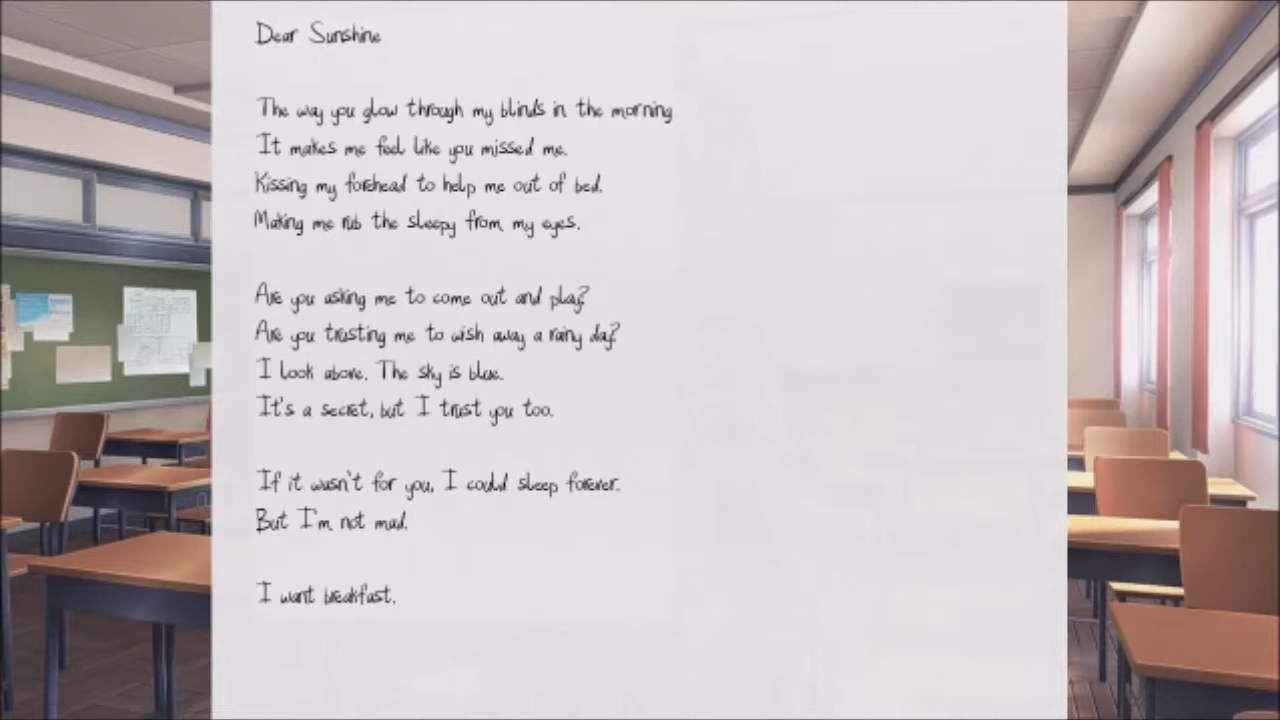 Dear Sunshine
The way you glow through my blinds in the morning
It makes me feel like you missed me.
Kissing my forehead to help me out of bed.
Making me rub the sleepy from my eyes.
Are you asking me to come out and play?
Are you trusting me to wish away a rainy day?
I look above. The sky is blue.
It's a secret, but I trust you too.
If it wasn't for you, I could sleep forever.
But I'm not mad.
I want breakfast.